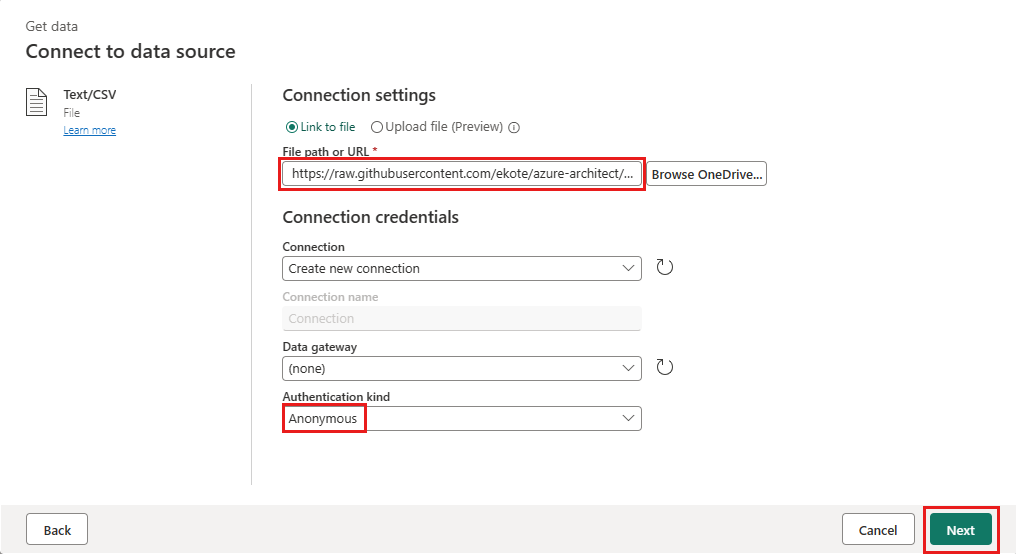 Get data
Connect to data source
Text/CSV
File
Learn more
Connection settings
Link to file
Upload file (Preview)
File path or URL *
https://raw.githubusercontent.com/ekote/azure-architect/...
Browse OneDrive...
Connection credentials
Connection
Create new connection
Connection name
Connection
Data gateway
(none)
Authentication kind
Anonymous
Back
Cancel
Next